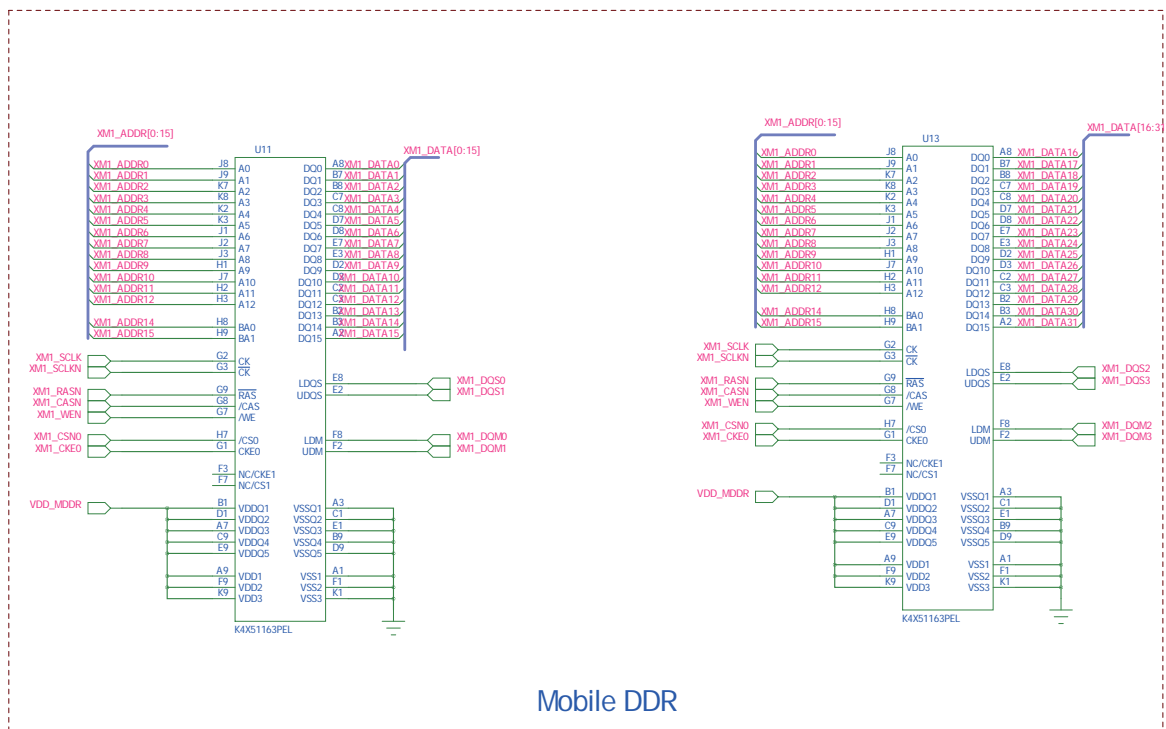 XM1_ADDR[0:15]
U11
XM1_DATA[0:15]
XM1_ADDR0 J8 A0 DQ0 A8 XM1_DATA0
XM1_ADDR1 J9 A1 DQ1 B7 XM1_DATA1
XM1_ADDR2 K7 A2 DQ2 B8 XM1_DATA2
XM1_ADDR3 K8 A3 DQ3 C7 XM1_DATA3
XM1_ADDR4 K2 A4 DQ4 C8 XM1_DATA4
XM1_ADDR5 K3 A5 DQ5 D7 XM1_DATA5
XM1_ADDR6 J1 A6 DQ6 D8 XM1_DATA6
XM1_ADDR7 J2 A7 DQ7 E7 XM1_DATA7
XM1_ADDR8 J3 A8 DQ8 E3 XM1_DATA8
XM1_ADDR9 H1 A9 DQ9 D2 XM1_DATA9
XM1_ADDR10 J7 A10 DQ10 D3 XM1_DATA10
XM1_ADDR11 H2 A11 DQ11 C2 XM1_DATA11
XM1_ADDR12 H3 A12 DQ12 C3 XM1_DATA12
DQ13 B2 XM1_DATA13
XM1_ADDR14 H8 BA0 DQ14 B3 XM1_DATA14
XM1_ADDR15 H9 BA1 DQ15 A2 XM1_DATA15
XM1_SCLK G2 CK
XM1_SCLKN G3 CK
LDQS E8 XM1_DQS0
XM1_RASN G9 RAS UDQS E2 XM1_DQS1
XM1_CASN G8 /CAS
XM1_WEN G7 /WE
XM1_CSN0 H7 /CS0 LDM F8 XM1_DQM0
XM1_CKE0 G1 CKE0 UDM F2 XM1_DQM1
F3 NC/CKE1
F7 NC/CS1
VDD_MDDR B1 VDDQ1 VSSQ1 A3
D1 VDDQ2 VSSQ2 C1
A7 VDDQ3 VSSQ3 E1
C9 VDDQ4 VSSQ4 B9
E9 VDDQ5 VSSQ5 D9
A9 VDD1 VSS1 A1
F9 VDD2 VSS2 F1
K9 VDD3 VSS3 K1
K4X51163PEL
XM1_ADDR[0:15]
U13
XM1_DATA[16:3
XM1_ADDR0 J8 A0 DQ0 A8 XM1_DATA16
XM1_ADDR1 J9 A1 DQ1 B7 XM1_DATA17
XM1_ADDR2 K7 A2 DQ2 B8 XM1_DATA18
XM1_ADDR3 K8 A3 DQ3 C7 XM1_DATA19
XM1_ADDR4 K2 A4 DQ4 C8 XM1_DATA20
XM1_ADDR5 K3 A5 DQ5 D7 XM1_DATA21
XM1_ADDR6 J1 A6 DQ6 D8 XM1_DATA22
XM1_ADDR7 J2 A7 DQ7 E7 XM1_DATA23
XM1_ADDR8 J3 A8 DQ8 E3 XM1_DATA24
XM1_ADDR9 H1 A9 DQ9 D2 XM1_DATA25
XM1_ADDR10 J7 A10 DQ10 D3 XM1_DATA26
XM1_ADDR11 H2 A11 DQ11 C2 XM1_DATA27
XM1_ADDR12 H3 A12 DQ12 C3 XM1_DATA28
DQ13 B2 XM1_DATA29
XM1_ADDR14 H8 BA0 DQ14 B3 XM1_DATA30
XM1_ADDR15 H9 BA1 DQ15 A2 XM1_DATA31
XM1_SCLK G2 CK
XM1_SCLKN G3 CK
LDQS E8 XM1_DQS2
XM1_RASN G9 RAS UDQS E2 XM1_DQS3
XM1_CASN G8 /CAS
XM1_WEN G7 /WE
XM1_CSN0 H7 /CS0 LDM F8 XM1_DQM2
XM1_CKE0 G1 CKE0 UDM F2 XM1_DQM3
F3 NC/CKE1
F7 NC/CS1
VDD_MDDR B1 VDDQ1 VSSQ1 A3
D1 VDDQ2 VSSQ2 C1
A7 VDDQ3 VSSQ3 E1
C9 VDDQ4 VSSQ4 B9
E9 VDDQ5 VSSQ5 D9
A9 VDD1 VSS1 A1
F9 VDD2 VSS2 F1
K9 VDD3 VSS3 K1
K4X51163PEL
Mobile DDR